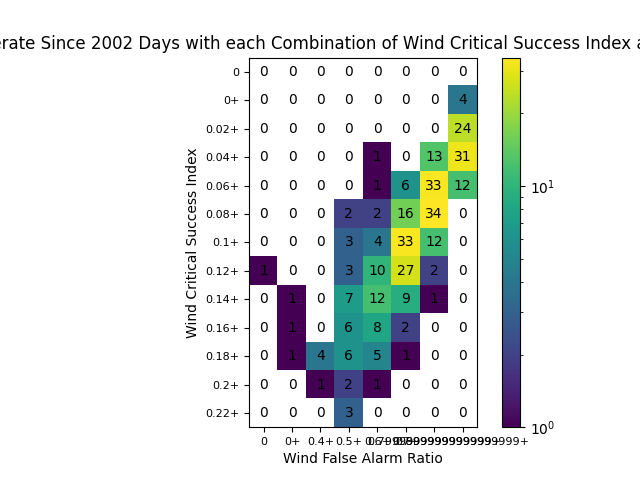 erate Since 2002 Days with each Combination of Wind Critical Success Index a
0 0 0 0 0 0 0 0 0
0+ 0 0 0 0 0 0 0 4
0.02+ 0 0 0 0 0 0 0 24
0.04+ 0 0 0 0 1 0 13 31
0.06+ 0 0 0 0 1 6 33 12
0.08+ 0 0 0 2 2 16 34 0
0.1+ 0 0 0 3 4 33 12 0
0.12+ 1 0 0 3 10 27 2 0
0.14+ 0 1 0 7 12 9 1 0
0.16+ 0 1 0 6 8 2 0 0
0.18+ 0 1 4 6 5 1 0 0
0.2+ 0 0 1 2 1 0 0 0
0.22+ 0 0 0 3 0 0 0 0
0 0+ 0.4+ 0.5+
Wind False Alarm Ratio
Wind Critical Success Index
10¹
10⁰